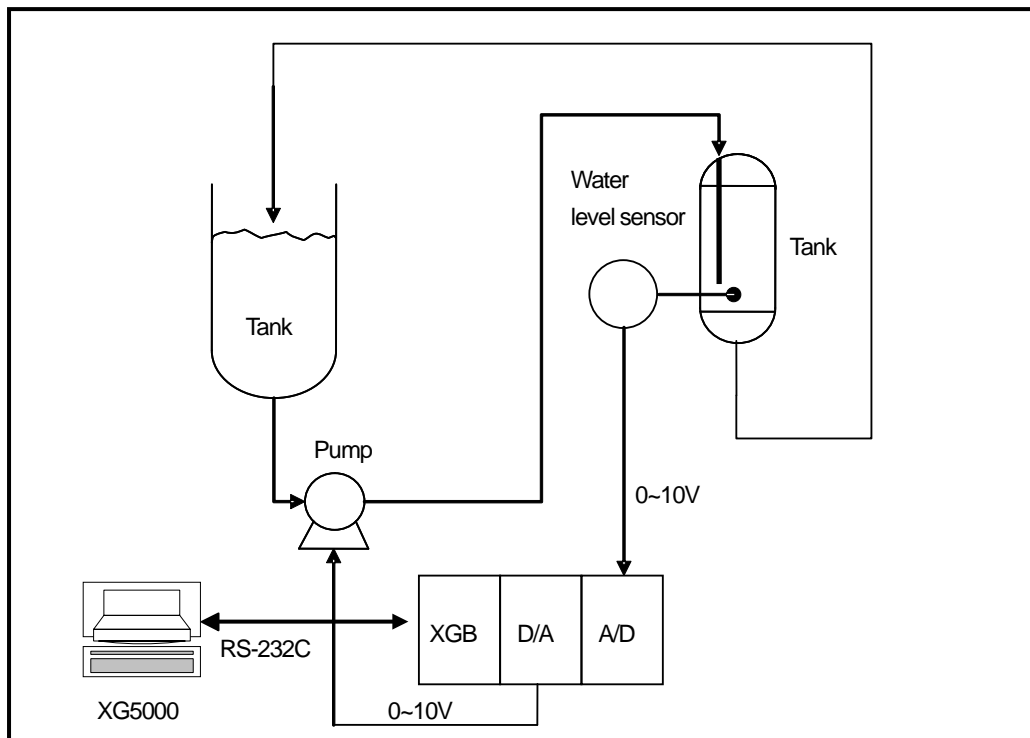 Water
level sensor
Tank
Tank
Pump
0~10V
XGB
D/A
A/D
RS-232C
XG5000
0~10V